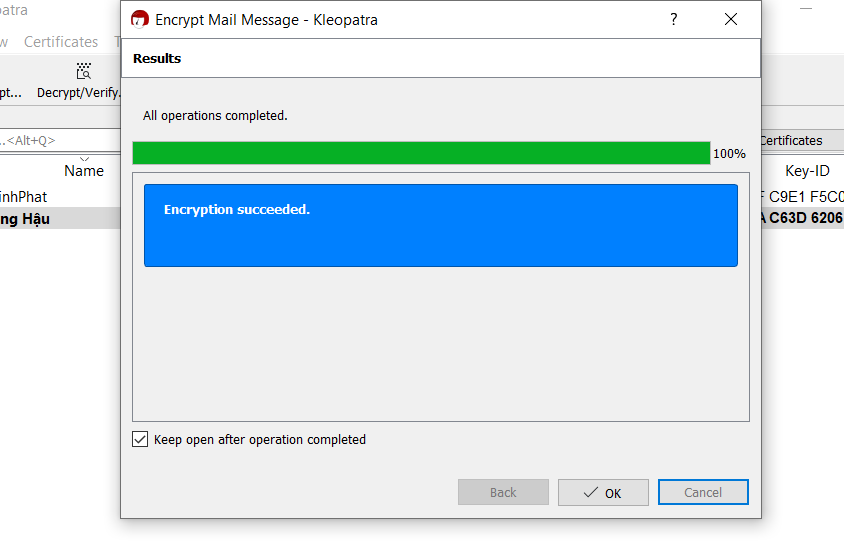 patra
Encrypt Mail Message - Kleopatra
?
w Certificates T
Results
pt... Decrypt/Verify.
All operations completed.
..<Alt+Q>
Certificates
100%
Name
Key-ID
inhPhat
F C9E1 F5C0
Encryption succeeded.
ng Hậu
A C63D 6206
Keep open after operation completed
Back
OK
Cancel